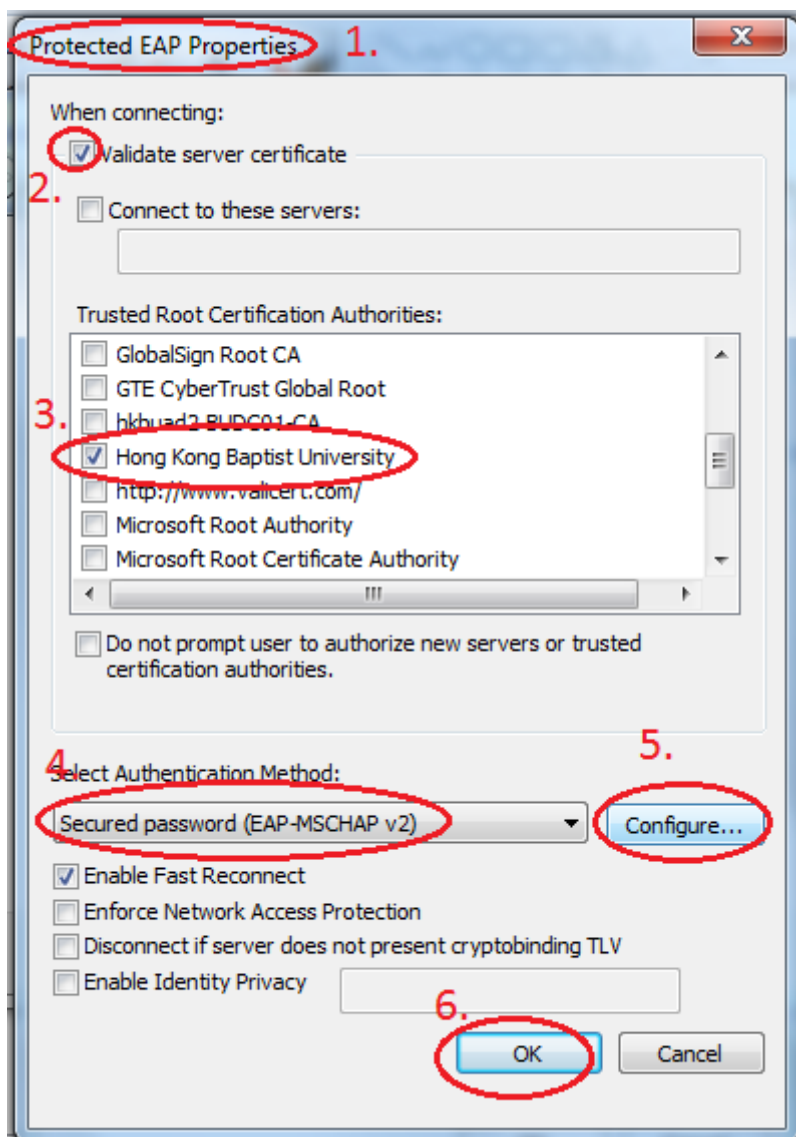 Protected EAP Properties 1.
When connecting:
Validate server certificate
2.
Connect to these servers:
Trusted Root Certification Authorities:
GlobalSign Root CA
GTE CyberTrust Global Root
3. hkbuad2-BUDC01-CA
Hong Kong Baptist University
http://www.valicert.com/
Microsoft Root Authority
Microsoft Root Certificate Authority
Do not prompt user to authorize new servers or trusted
certification authorities.
5.
4.
Select Authentication Method:
Secured password (EAP-MSCHAP v2) Configure...
Enable Fast Reconnect
Enforce Network Access Protection
Disconnect if server does not present cryptobinding TLV
Enable Identity Privacy
6.
OK Cancel